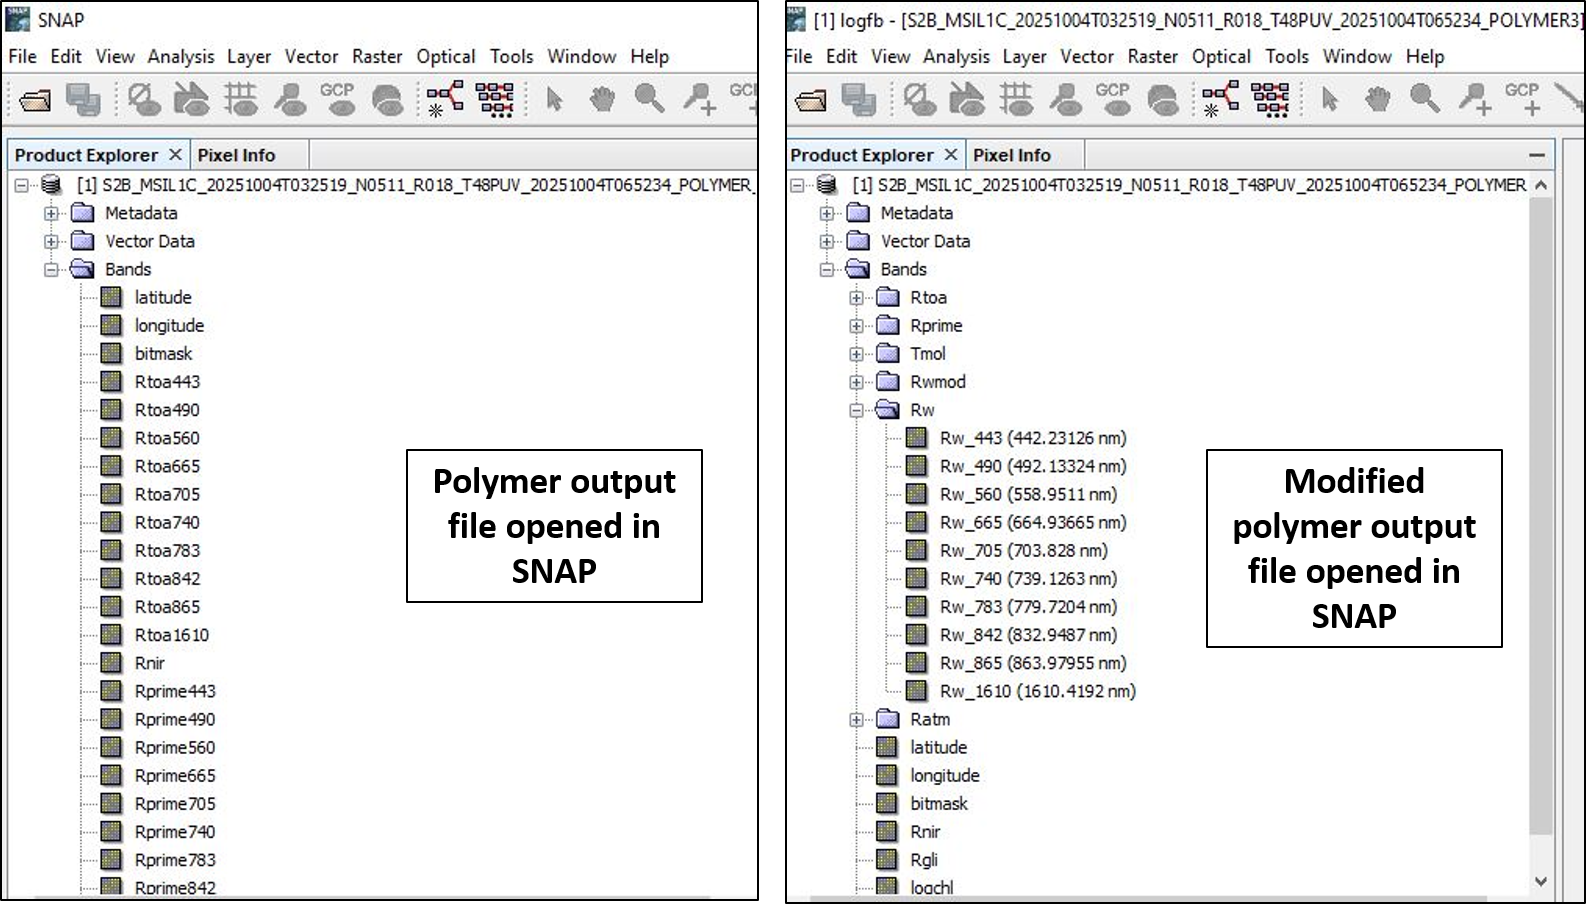 SNAP
File Edit View Analysis Layer Vector Raster Optical Tools Window Help
GCP
GC
Product Explorer × Pixel Info
[1] S2B_MSIL1C_20251004T032519_N0511_R018_T48PUV_20251004T065234_POLYMER_
Metadata
Vector Data
Bands
latitude
longitude
bitmask
Rtoa443
Rtoa490
Rtoa560
Rtoa665
Rtoa705
Rtoa740
Rtoa783
Rtoa842
Rtoa865
Rtoa1610
Rnir
Rprime443
Rprime490
Rprime560
Rprime665
Rprime705
Rprime740
Rprime783
Rprime842
Polymer output
file opened in
SNAP
[1] logfb - [S2B_MSIL1C_20251004T032519_N0511_R018_T48PUV_20251004T065234_POLYMER3]
File Edit View Analysis Layer Vector Raster Optical Tools Window Help
GCP
GCP
Product Explorer × Pixel Info
[1] S2B_MSIL1C_20251004T032519_N0511_R018_T48PUV_20251004T065234_POLYMER
Metadata
Vector Data
Bands
Rtoa
Rprime
Tmol
Rwmod
Rw
Rw_443 (442.23126 nm)
Rw_490 (492.13324 nm)
Rw_560 (558.9511 nm)
Rw_665 (664.93665 nm)
Rw_705 (703.828 nm)
Rw_740 (739.1263 nm)
Rw_783 (779.7204 nm)
Rw_842 (832.9487 nm)
Rw_865 (863.97955 nm)
Rw_1610 (1610.4192 nm)
Ratm
latitude
longitude
bitmask
Rnir
Rgli
logchl
Modified
polymer output
file opened in
SNAP